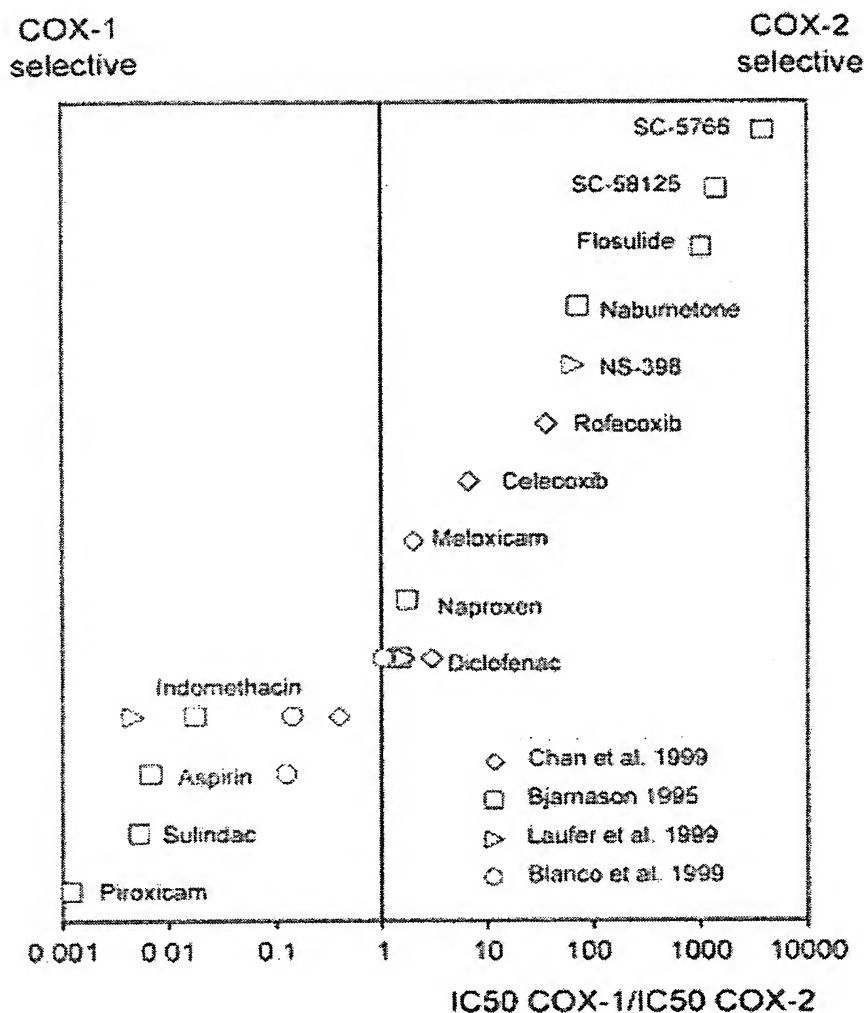 COX-1
selective
COX-2
selective
SC-5766
SC-58125
Flosulide
Nabumetone
NS-398
Rofecoxib
Celecoxib
Meloxicam
Naproxen
Diclofenac
Indomethacin
Aspirin
Sulindac
Piroxicam
Chan et al. 1999
Bjarnason 1995
Laufer et al. 1999
Blanco et al. 1999
0.001 0.01 0.1 1 10 100 1000 10000
IC50 COX-1/IC50 COX-2